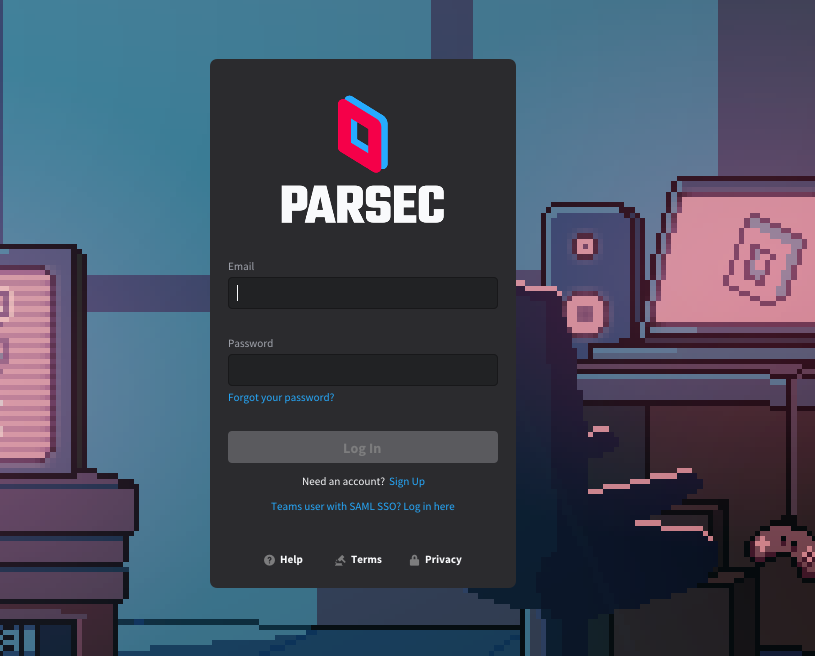 PARSEC
Email
Password
Forgot your password?
Log In
Need an account? Sign Up
Teams user with SAML SSO? Log in here
Help Terms Privacy